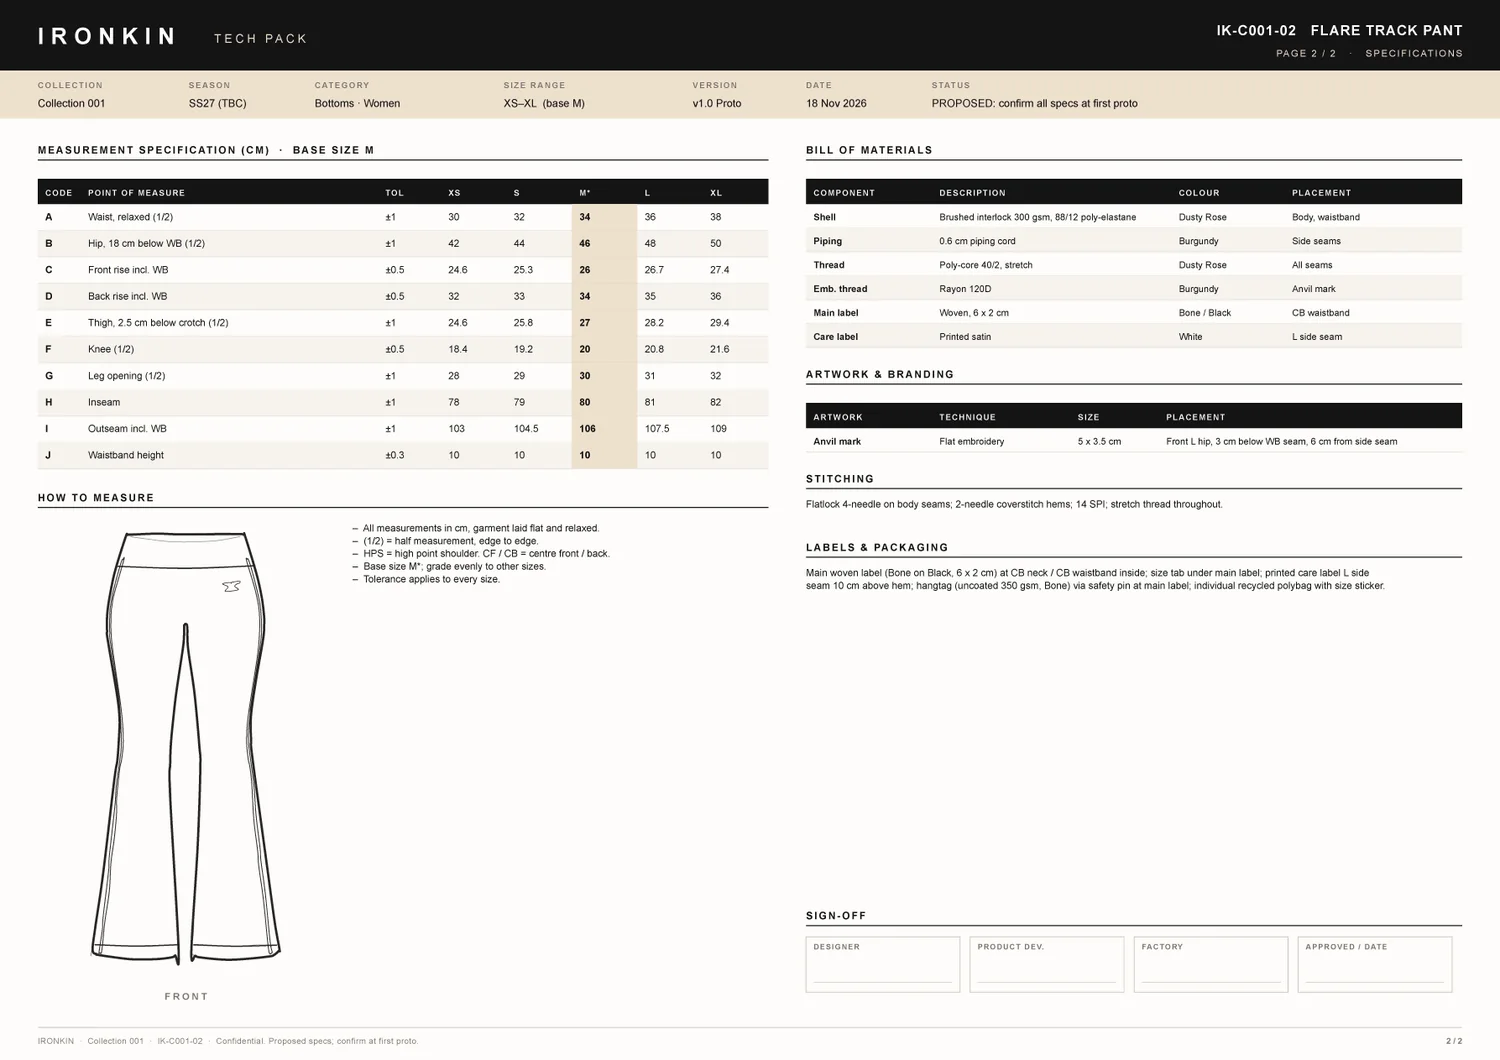 IRONKIN TECH PACK
IK-C001-02 FLARE TRACK PANT
PAGE 2 / 2 · SPECIFICATIONS
COLLECTION SEASON CATEGORY SIZE RANGE VERSION DATE STATUS
Collection 001 SS27 (TBC) Bottoms · Women XS–XL (base M) v1.0 Proto 18 Nov 2026 PROPOSED: confirm all specs at first proto
MEASUREMENT SPECIFICATION (CM) · BASE SIZE M
CODE POINT OF MEASURE TOL XS S M* L XL
A Waist, relaxed (1/2) ±1 30 32 34 36 38
B Hip, 18 cm below WB (1/2) ±1 42 44 46 48 50
C Front rise incl. WB ±0.5 24.6 25.3 26 26.7 27.4
D Back rise incl. WB ±0.5 32 33 34 35 36
E Thigh, 2.5 cm below crotch (1/2) ±1 24.6 25.8 27 28.2 29.4
F Knee (1/2) ±0.5 18.4 19.2 20 20.8 21.6
G Leg opening (1/2) ±1 28 29 30 31 32
H Inseam ±1 78 79 80 81 82
I Outseam incl. WB ±1 103 104.5 106 107.5 109
J Waistband height ±0.3 10 10 10 10 10
HOW TO MEASURE
– All measurements in cm, garment laid flat and relaxed.
– (1/2) = half measurement, edge to edge.
– HPS = high point shoulder. CF / CB = centre front / back.
– Base size M*; grade evenly to other sizes.
– Tolerance applies to every size.
FRONT
BILL OF MATERIALS
COMPONENT DESCRIPTION COLOUR PLACEMENT
Shell Brushed interlock 300 gsm, 88/12 poly-elastane Dusty Rose Body, waistband
Piping 0.6 cm piping cord Burgundy Side seams
Thread Poly-core 40/2, stretch Dusty Rose All seams
Emb. thread Rayon 120D Burgundy Anvil mark
Main label Woven, 6 x 2 cm Bone / Black CB waistband
Care label Printed satin White L side seam
ARTWORK & BRANDING
ARTWORK TECHNIQUE SIZE PLACEMENT
Anvil mark Flat embroidery 5 x 3.5 cm Front L hip, 3 cm below WB seam, 6 cm from side seam
STITCHING
Flatlock 4-needle on body seams; 2-needle coverstitch hems; 14 SPI; stretch thread throughout.
LABELS & PACKAGING
Main woven label (Bone on Black, 6 x 2 cm) at CB neck / CB waistband inside; size tab under main label; printed care label L side
seam 10 cm above hem; hangtag (uncoated 350 gsm, Bone) via safety pin at main label; individual recycled polybag with size sticker.
SIGN-OFF
DESIGNER PRODUCT DEV. FACTORY APPROVED / DATE
IRONKIN · Collection 001 · IK-C001-02 · Confidential. Proposed specs; confirm at first proto.
2 / 2